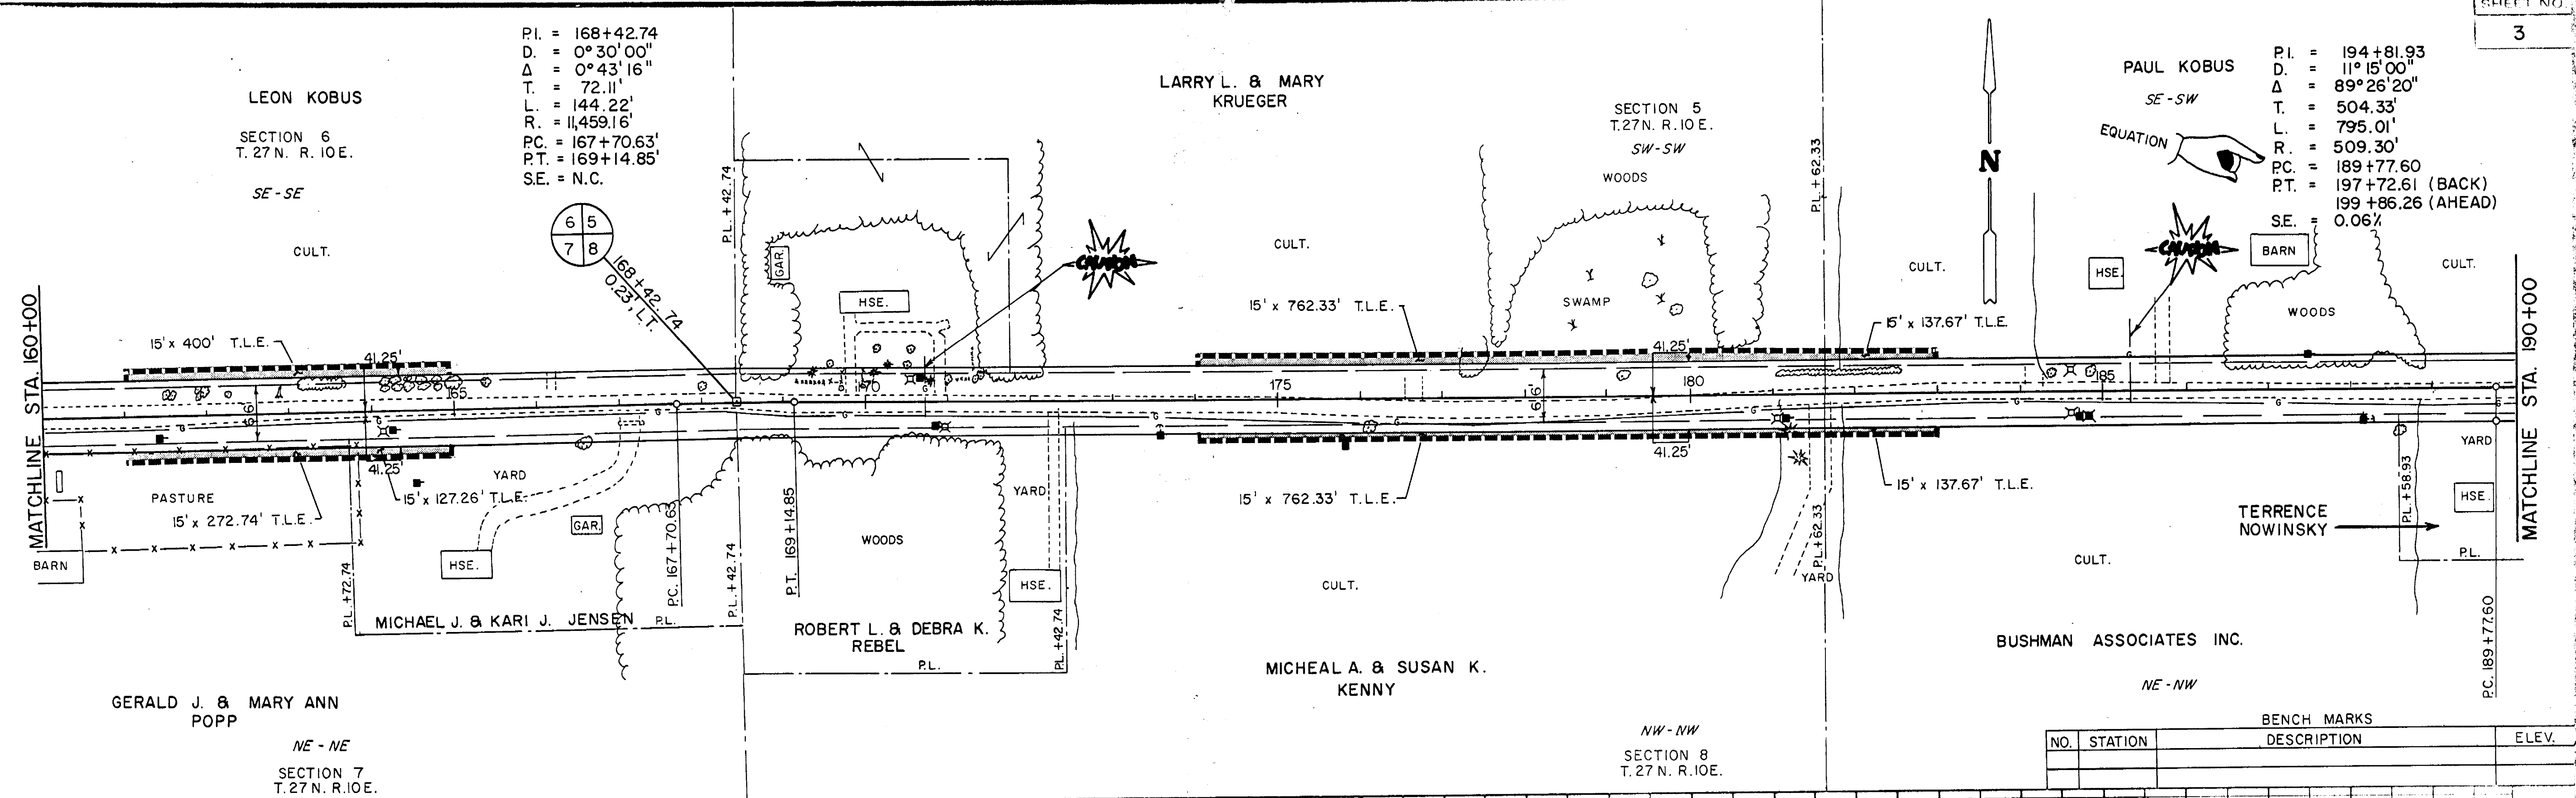 SHEET NO.
3
P.I. = 168+42.74
D. = 0°30'00"
Δ = 0°43'16"
T. = 72.11'
L. = 144.22'
R. = 11,459.16'
P.C. = 167+70.63'
P.T. = 169+14.85'
S.E. = N.C.
LEON KOBUS
SECTION 6
T. 27 N. R. 10 E.
SE - SE
CULT.
6 5
7 8
168+42.74
0.23' LT.
P.L. +42.74
LARRY L. & MARY
KRUEGER
GAR.
HSE.
CAUTION
SECTION 5
T. 27 N. R. 10 E.
SW-SW
WOODS
CULT.
SWAMP
P.L. +62.33
N
PAUL KOBUS
SE - SW
EQUATION
P.I. = 194+81.93
D. = 11°15'00"
Δ = 89°26'20"
T. = 504.33'
L. = 795.01'
R. = 509.30'
P.C. = 189+77.60
P.T. = 197+72.61 (BACK)
199+86.26 (AHEAD)
S.E. = 0.06%
CAUTION
CULT.
HSE.
BARN
WOODS
CULT.
MATCHLINE STA. 160+00
MATCHLINE STA. 190+00
15' x 400' T.L.E.
15' x 762.33' T.L.E.
15' x 137.67' T.L.E.
41.25'
41.25'
165
170
175
180
185
66'
66'
G
G
G
G
G
G
G
G
G
41.25'
41.25'
PASTURE
15' x 272.74' T.L.E.
15' x 127.26' T.L.E.
YARD
15' x 762.33' T.L.E.
15' x 137.67' T.L.E.
BARN
HSE.
GAR.
P.L. +72.74
P.C. 167+70.63
P.L. +42.74
P.T. 169+14.85
WOODS
YARD
HSE.
P.L. +42.74
CULT.
P.L. +62.33
YARD
CULT.
TERRENCE
NOWINSKY
P.L. +58.93
YARD
HSE.
P.L.
P.C. 189+77.60
MICHAEL J. & KARI J. JENSEN
P.L.
ROBERT L. & DEBRA K.
REBEL
P.L.
MICHEAL A. & SUSAN K.
KENNY
BUSHMAN ASSOCIATES INC.
NE - NW
GERALD J. & MARY ANN
POPP
NE - NE
SECTION 7
T. 27 N. R. 10 E.
NW - NW
SECTION 8
T. 27 N. R. 10 E.
BENCH MARKS
NO. STATION DESCRIPTION ELEV.